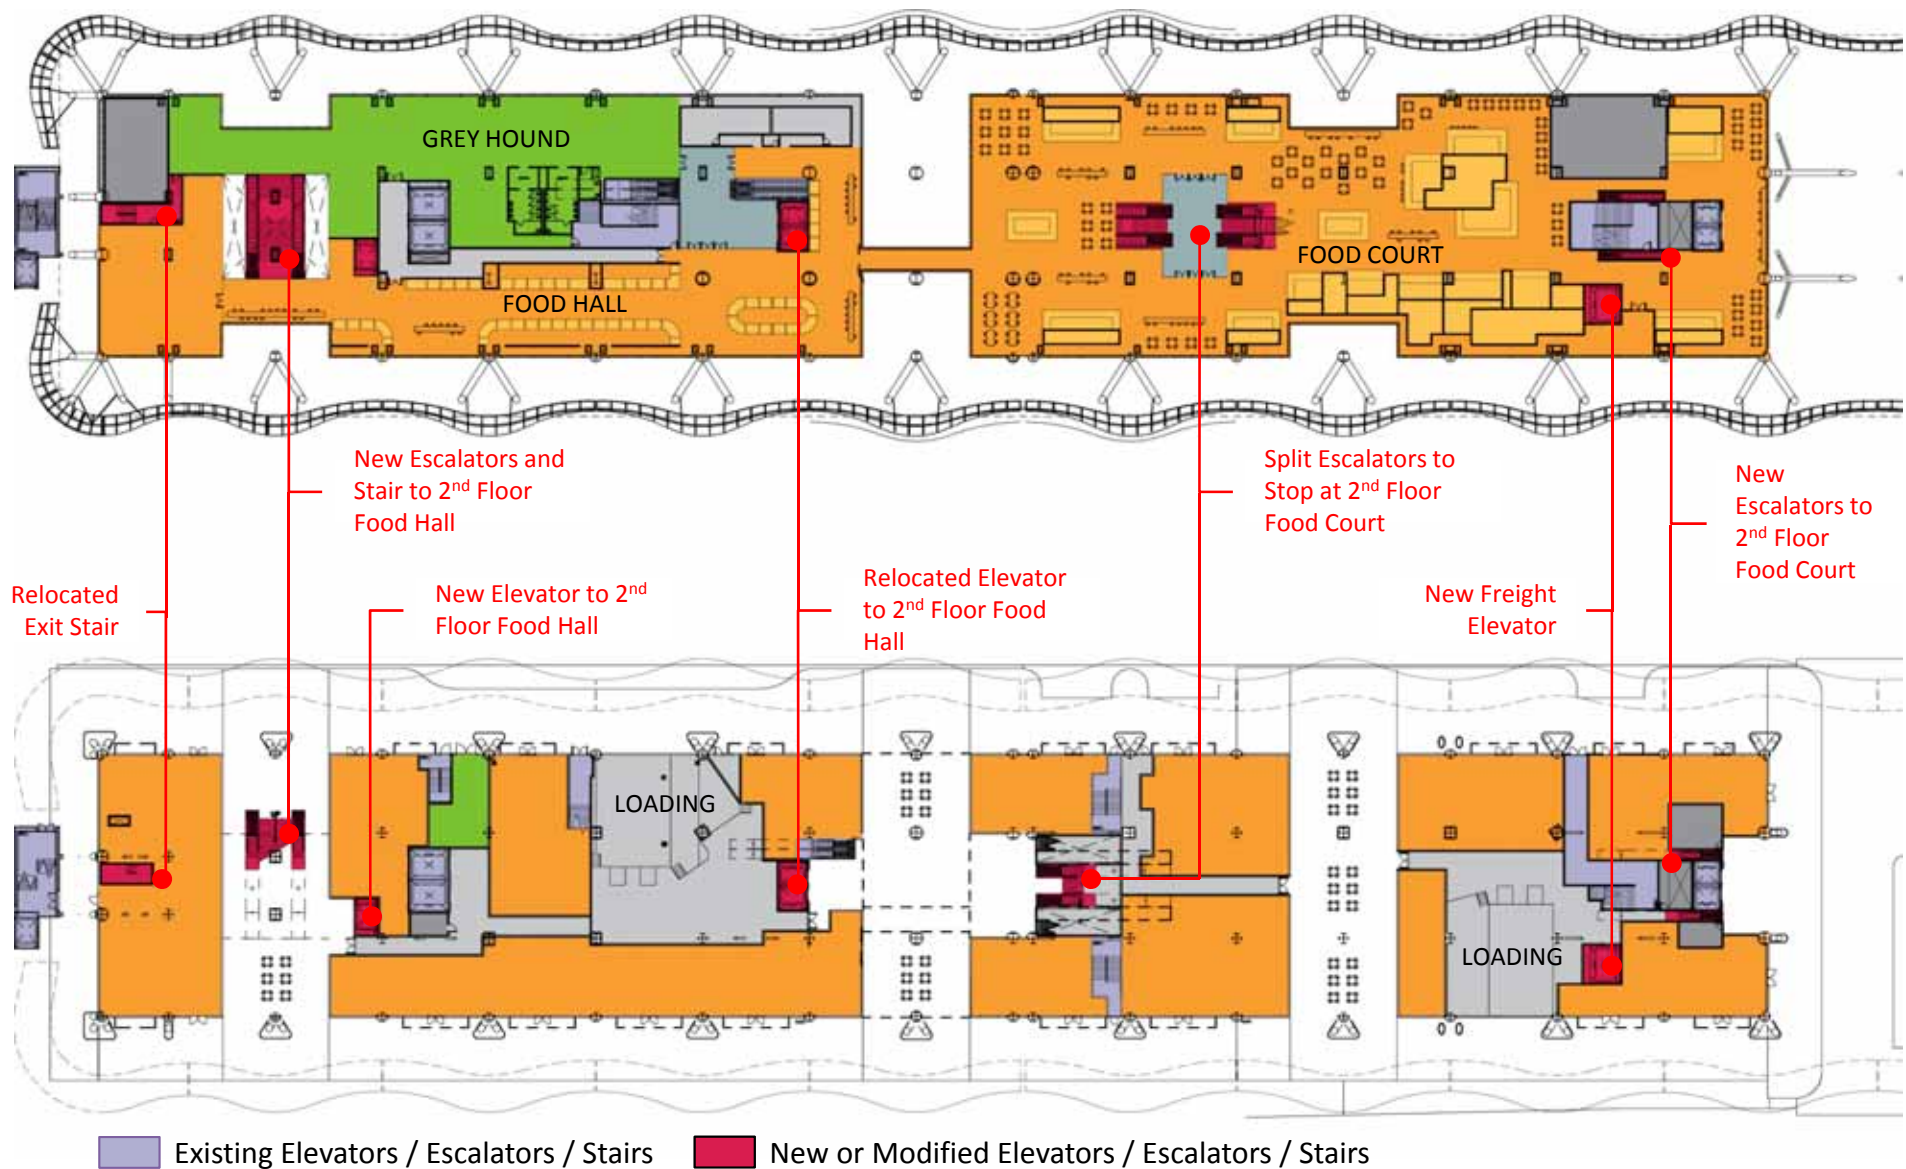 GREY HOUND
FOOD HALL
FOOD COURT
New Escalators and
Stair to 2nd Floor
Food Hall
Split Escalators to
Stop at 2nd Floor
Food Court
New
Escalators to
2nd Floor
Food Court
Relocated
Exit Stair
New Elevator to 2nd
Floor Food Hall
Relocated Elevator
to 2nd Floor Food
Hall
New Freight
Elevator
LOADING
LOADING
Existing Elevators / Escalators / Stairs
New or Modified Elevators / Escalators / Stairs